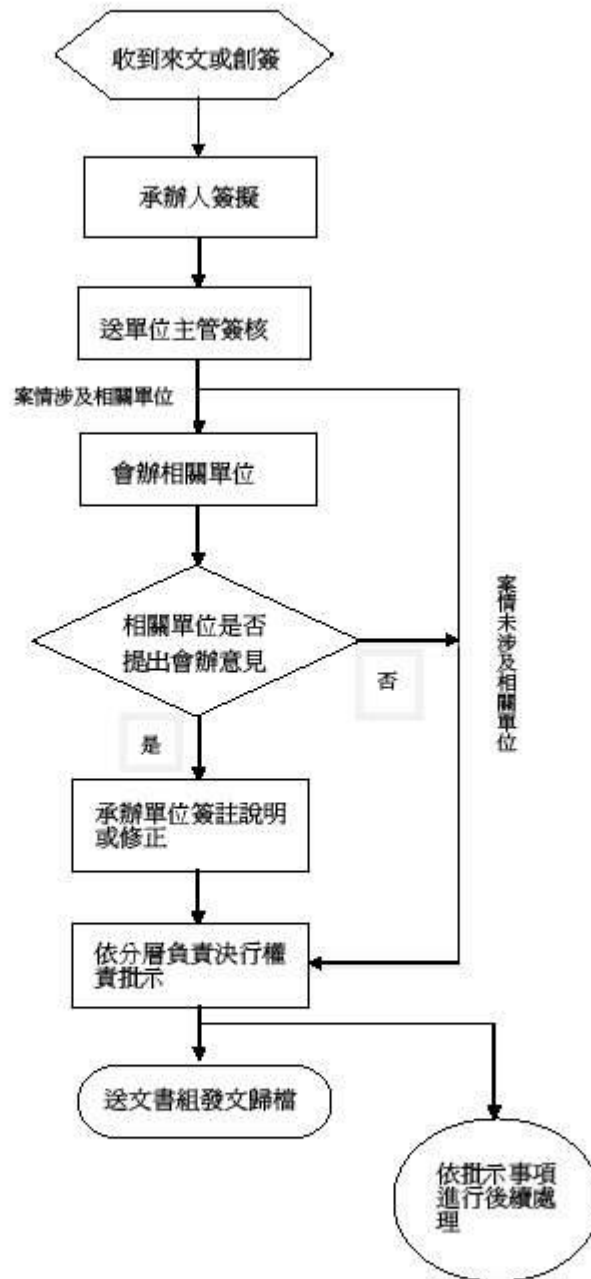 收到來文或創簽
承辦人簽擬
送單位主管簽核
案情涉及相關單位
會辦相關單位
相關單位是否
提出會辦意見
否
案情未涉及相關單位
是
承辦單位簽註說明
或修正
依分層負責決行權
責批示
送文書組發文歸檔
依批示事項
進行後續處
理